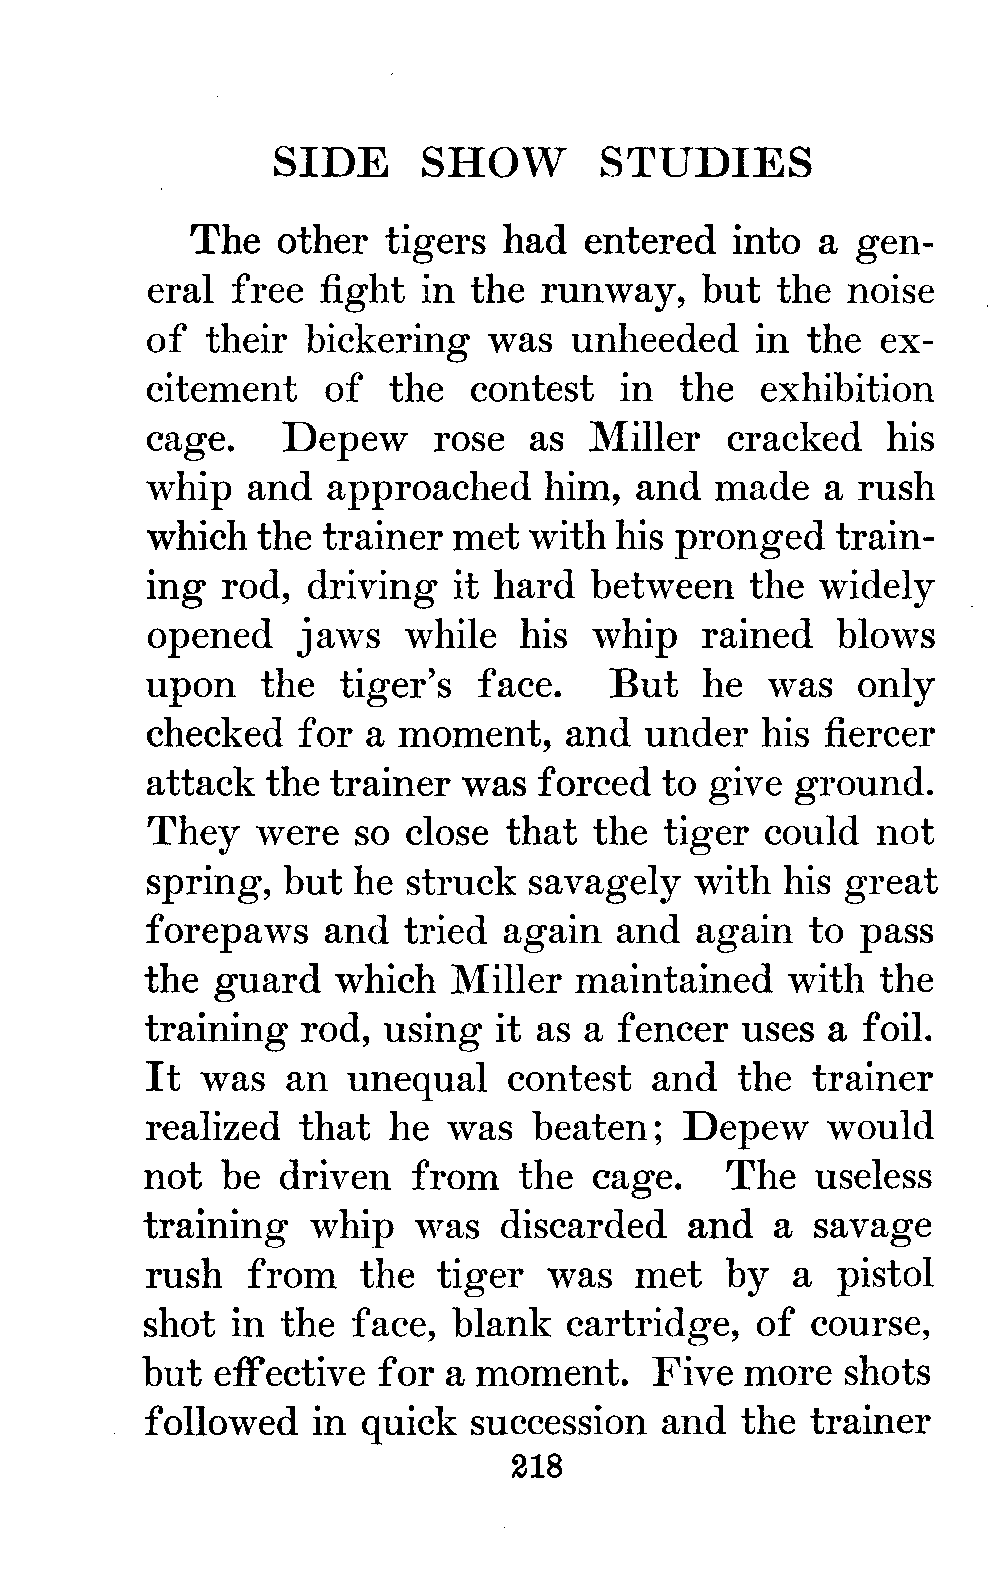 SIDE SHOW STUDIES
The other tigers had entered into a gen-
eral free fight in the runway, but the noise
of their bickering was unheeded in the ex-
citement of the contest in the exhibition
cage. Depew rose as Miller cracked his
whip and approached him, and made a rush
which the trainer met with his pronged train-
ing rod, driving it hard between the widely
opened jaws while his whip rained blows
upon the tiger's face. But he was only
checked for a moment, and under his fiercer
attack the trainer was forced to give ground.
They were so close that the tiger could not
spring, but he struck savagely with his great
forepaws and tried again and again to pass
the guard which Miller maintained with the
training rod, using it as a fencer uses a foil.
It was an unequal contest and the trainer
realized that he was beaten; Depew would
not be driven from the cage. The useless
training whip was discarded and a savage
rush from the tiger was met by a pistol
shot in the face, blank cartridge, of course,
but effective for a moment. Five more shots
followed in quick succession and the trainer
218